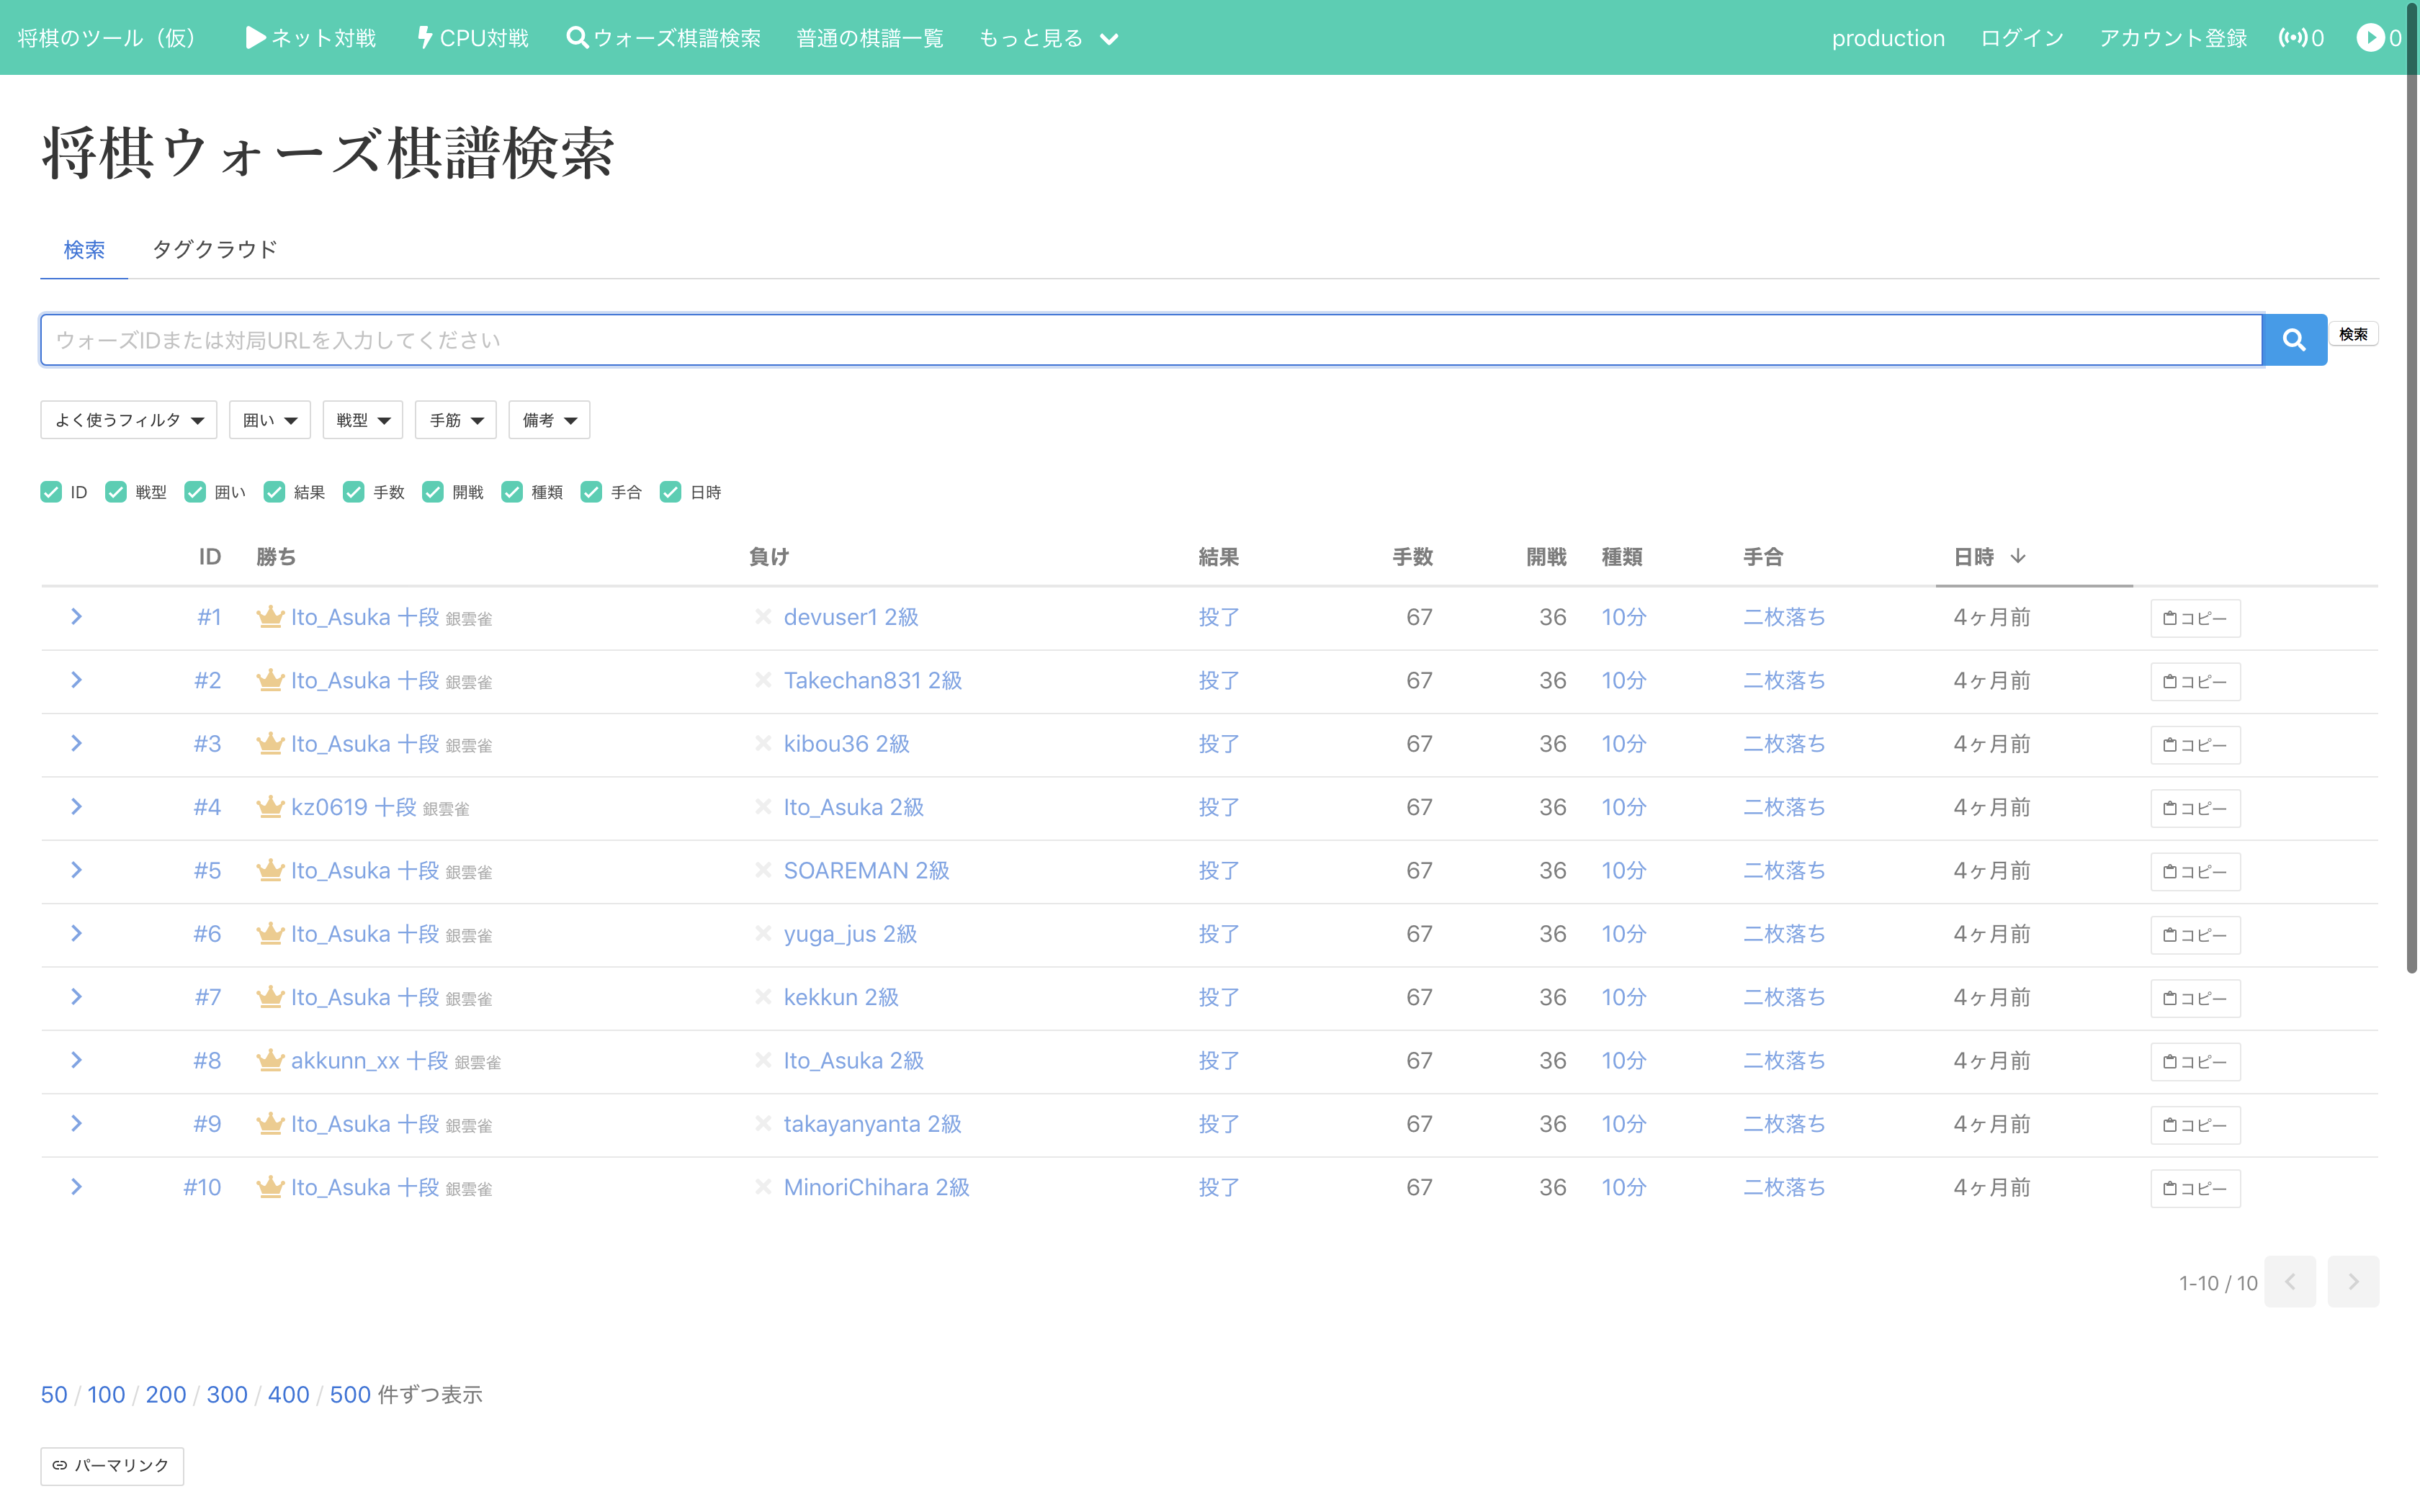 将棋のツール（仮） ネット対戦 CPU対戦 ウォーズ棋譜検索 普通の棋譜一覧 もっと見る production ログイン アカウント登録 0 0
将棋ウォーズ棋譜検索
検索 タグクラウド
ウォーズIDまたは対局URLを入力してください 検索
よく使うフィルタ 囲い 戦型 手筋 備考
ID 戦型 囲い 結果 手数 開戦 種類 手合 日時
ID 勝ち 負け 結果 手数 開戦 種類 手合 日時
#1 Ito_Asuka 十段 銀雲雀 devuser1 2級 投了 67 36 10分 二枚落ち 4ヶ月前 コピー
#2 Ito_Asuka 十段 銀雲雀 Takechan831 2級 投了 67 36 10分 二枚落ち 4ヶ月前 コピー
#3 Ito_Asuka 十段 銀雲雀 kibou36 2級 投了 67 36 10分 二枚落ち 4ヶ月前 コピー
#4 kz0619 十段 銀雲雀 Ito_Asuka 2級 投了 67 36 10分 二枚落ち 4ヶ月前 コピー
#5 Ito_Asuka 十段 銀雲雀 SOAREMAN 2級 投了 67 36 10分 二枚落ち 4ヶ月前 コピー
#6 Ito_Asuka 十段 銀雲雀 yuga_jus 2級 投了 67 36 10分 二枚落ち 4ヶ月前 コピー
#7 Ito_Asuka 十段 銀雲雀 kekkun 2級 投了 67 36 10分 二枚落ち 4ヶ月前 コピー
#8 akkunn_xx 十段 銀雲雀 Ito_Asuka 2級 投了 67 36 10分 二枚落ち 4ヶ月前 コピー
#9 Ito_Asuka 十段 銀雲雀 takayanyanta 2級 投了 67 36 10分 二枚落ち 4ヶ月前 コピー
#10 Ito_Asuka 十段 銀雲雀 MinoriChihara 2級 投了 67 36 10分 二枚落ち 4ヶ月前 コピー
1-10 / 10
50 / 100 / 200 / 300 / 400 / 500 件ずつ表示
パーマリンク